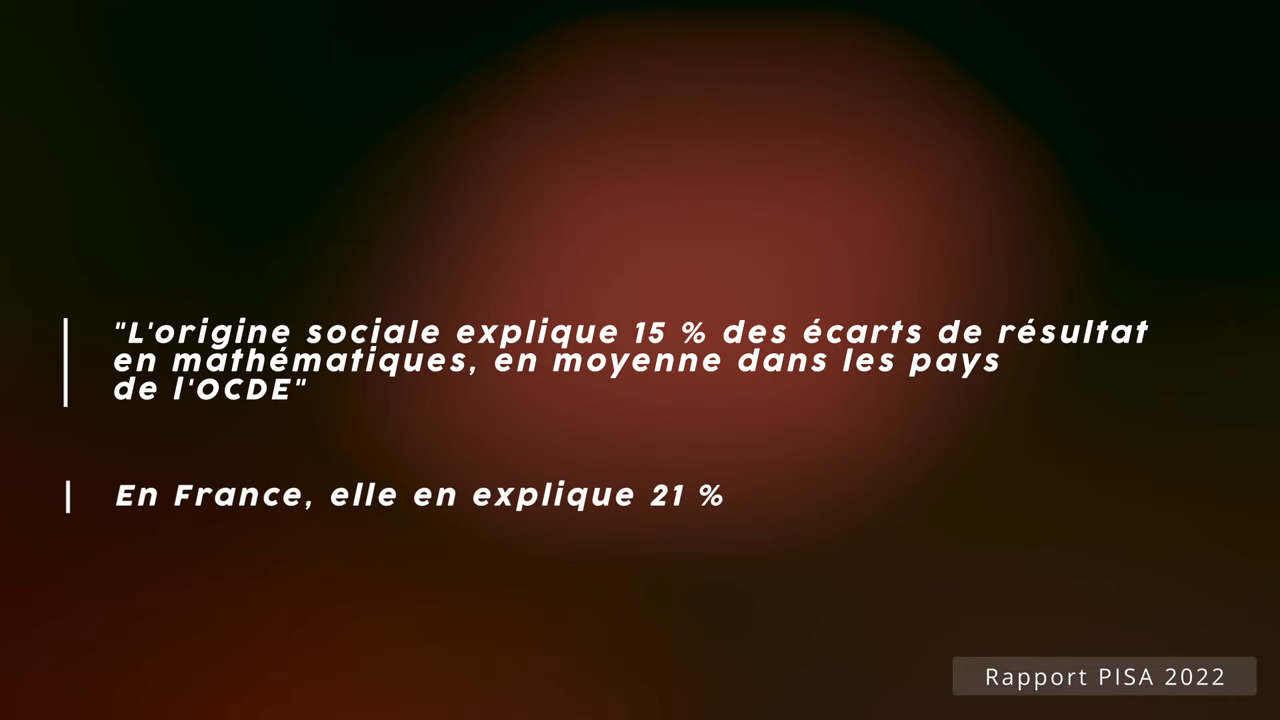 "L'origine sociale explique 15 % des écarts de résultat
en mathématiques, en moyenne dans les pays
de l'OCDE"
En France, elle en explique 21 %
Rapport PISA 2022